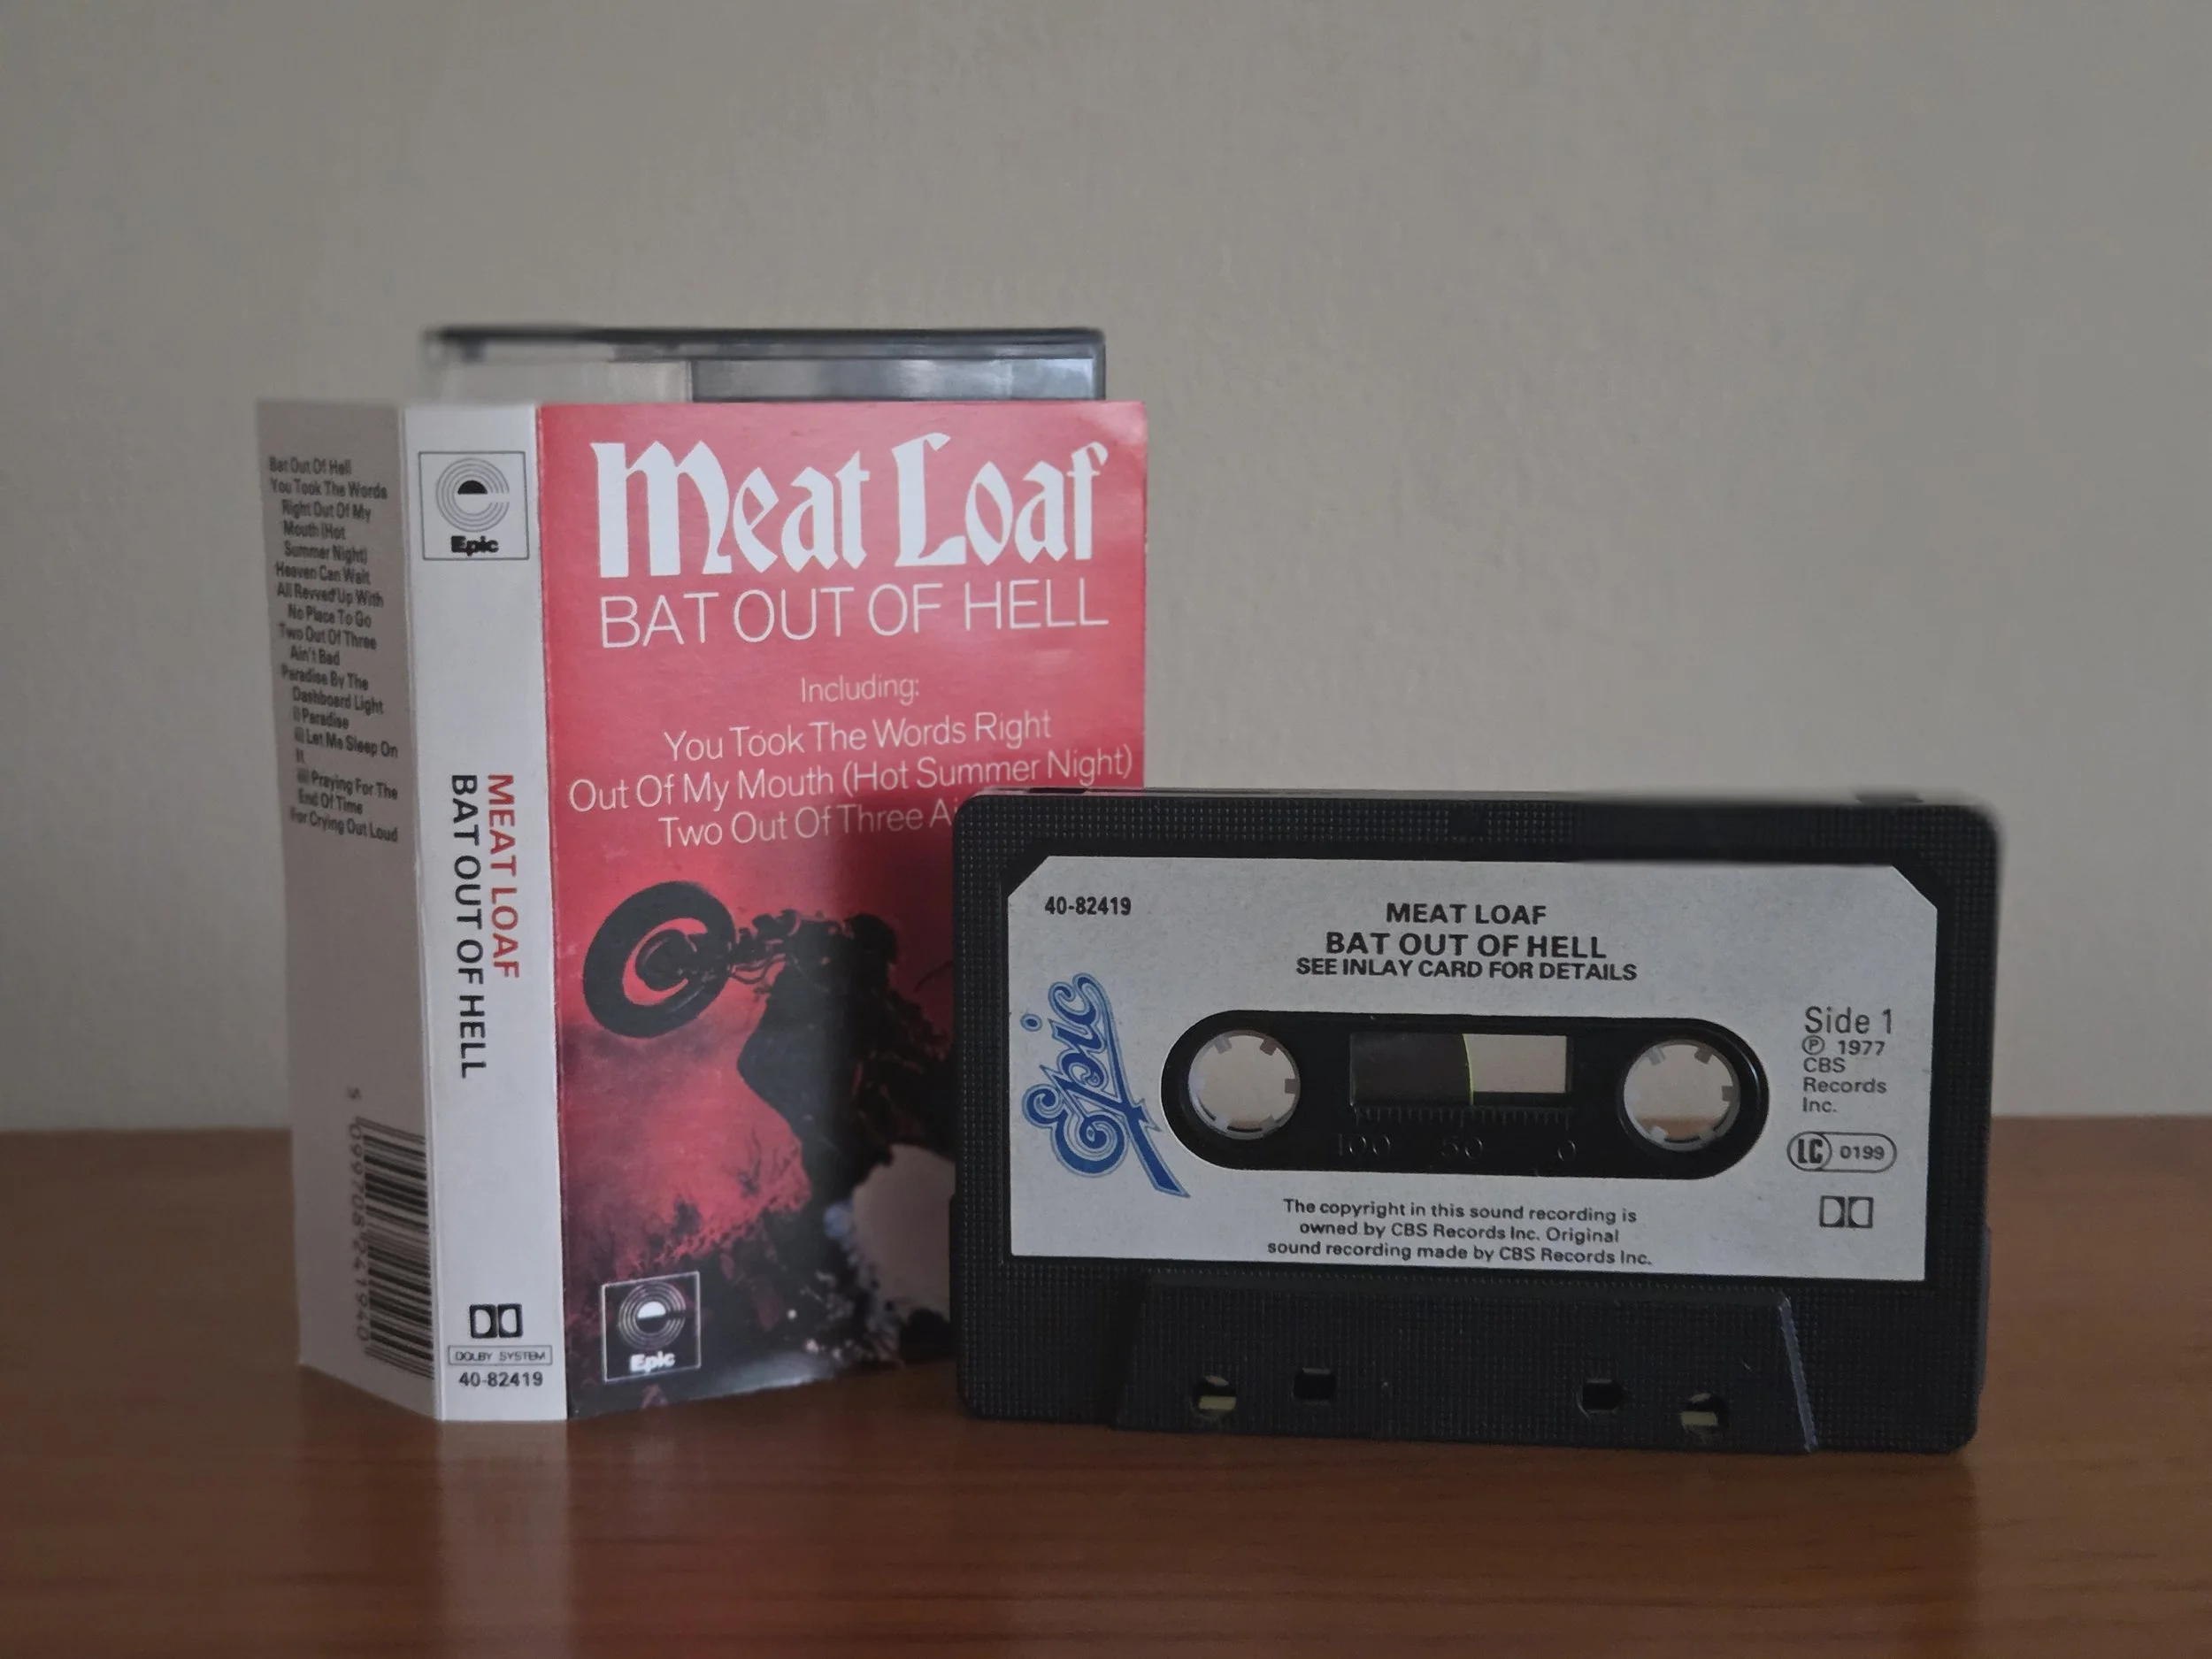 Bat Out Of Hell
You Took The Words
Right Out Of My
Mouth (Hot
Summer Night)
Heaven Can Wait
All Revved Up With
No Place To Go
Two Out Of Three
Ain't Bad
Paradise By The
Dashboard Light
i) Paradise
ii) Let Me Sleep On
It
iii) Praying For The
End Of Time
For Crying Out Loud
5 099708 241940
Epic
MEAT LOAF
BAT OUT OF HELL
DOLBY SYSTEM
40-82419
Meat Loaf
BAT OUT OF HELL
Including:
You Took The Words Right
Out Of My Mouth (Hot Summer Night)
Two Out Of Three
Epic
40-82419
MEAT LOAF
BAT OUT OF HELL
SEE INLAY CARD FOR DETAILS
Epic
Side 1
℗ 1977
CBS
Records
Inc.
LC 0199
100 50 0
The copyright in this sound recording is
owned by CBS Records Inc. Original
sound recording made by CBS Records Inc.